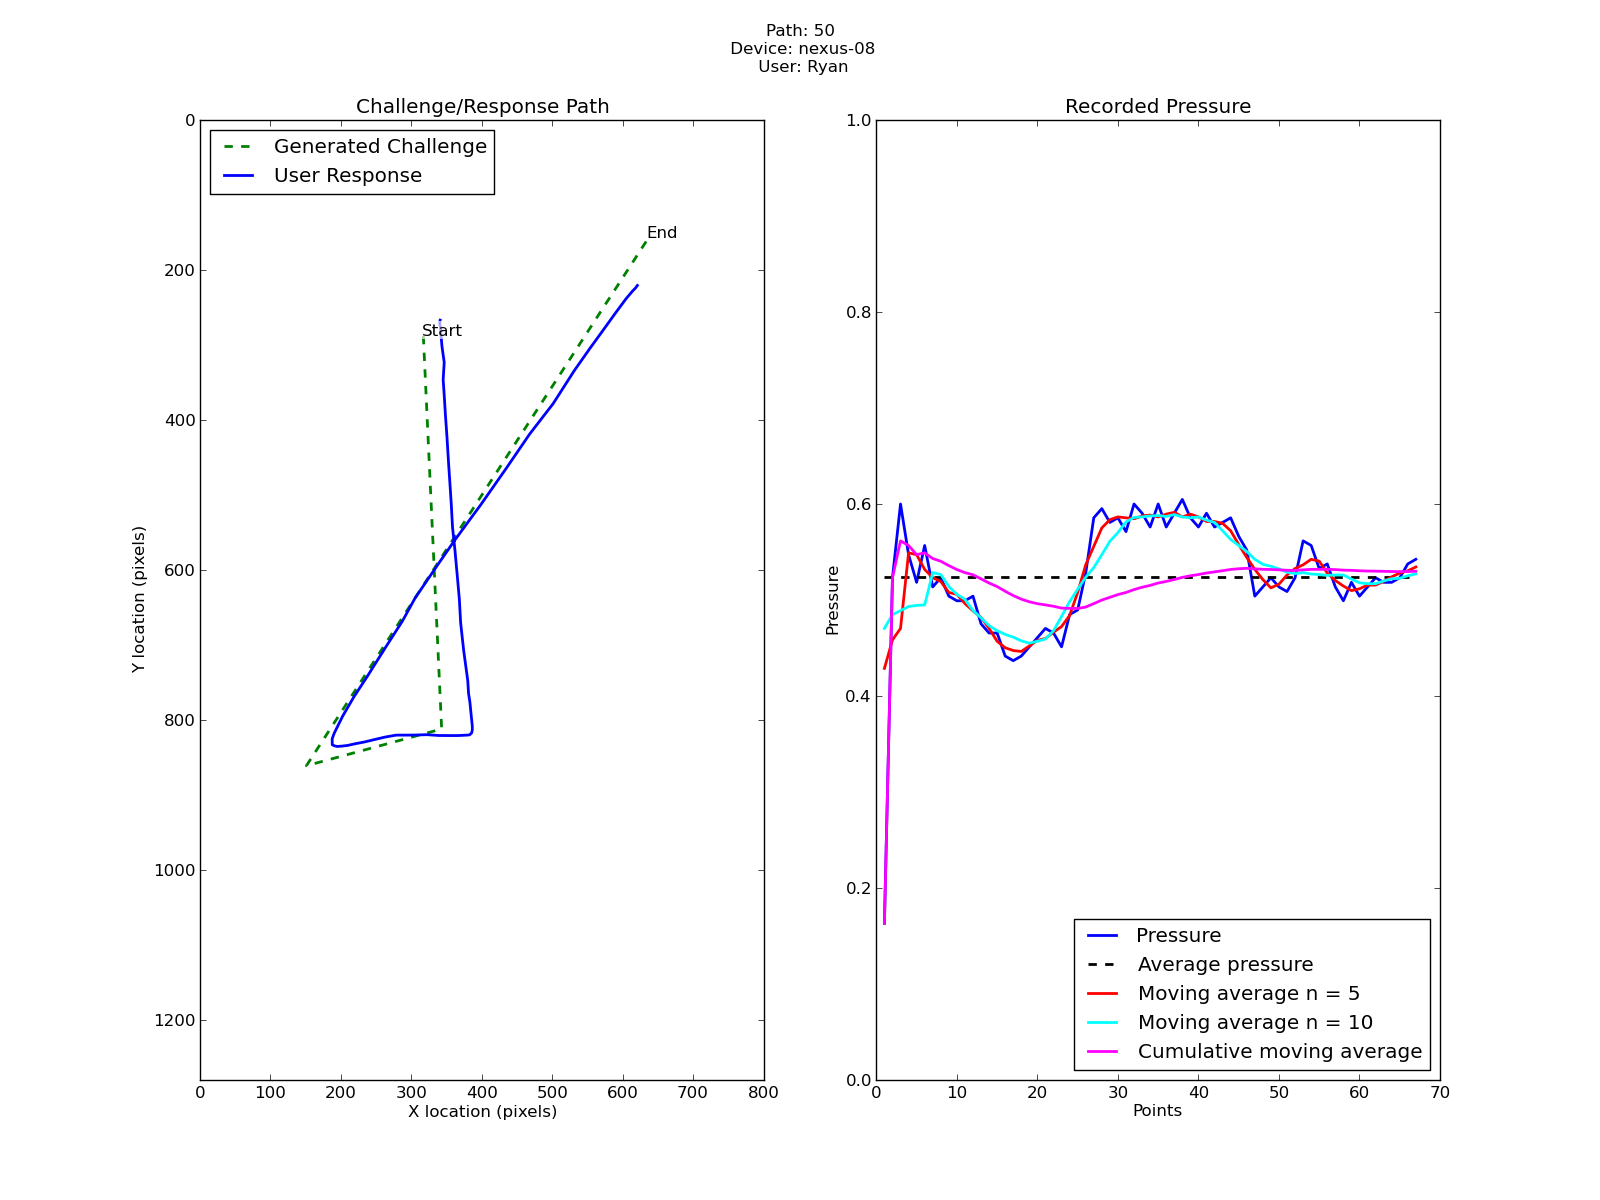 Path: 50
Device: nexus-08
User: Ryan
Challenge/Response Path
Generated Challenge
User Response
Start
End
0
200
400
600
800
1000
1200
Y location (pixels)
0 100 200 300 400 500 600 700 800
X location (pixels)
Recorded Pressure
1.0
0.8
0.6
0.4
0.2
0.0
Pressure
Pressure
Average pressure
Moving average n = 5
Moving average n = 10
Cumulative moving average
0 10 20 30 40 50 60 70
Points